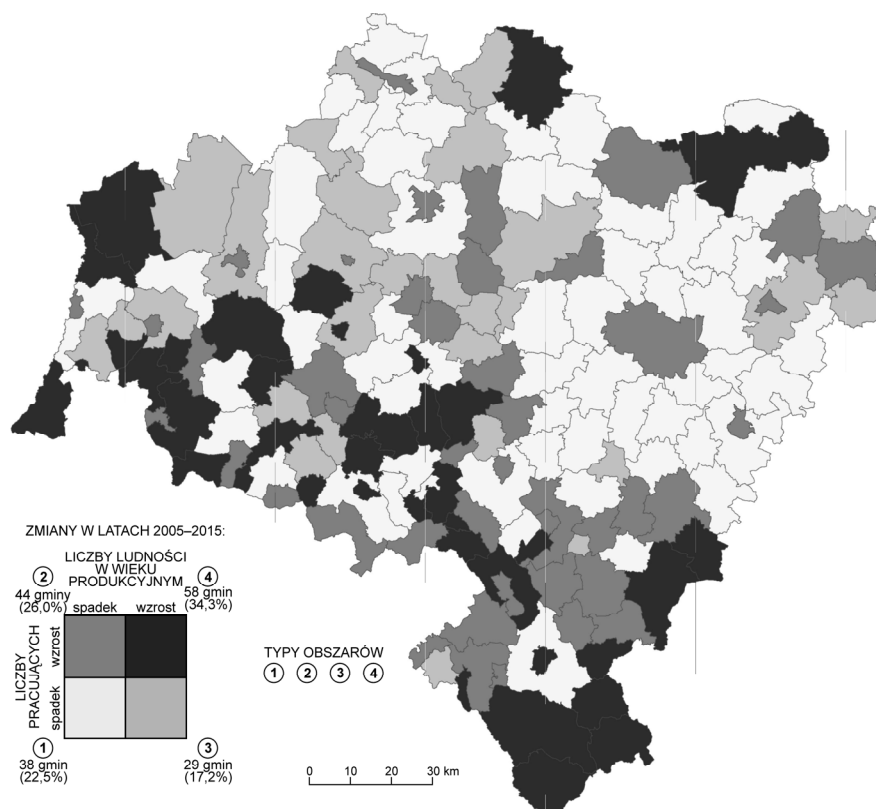 ZMIANY W LATACH 2005–2015:
LICZBY LUDNOŚCI
W WIEKU
PRODUKCYJNYM
2
44 gminy
(26,0%)
4
58 gmin
(34,3%)
spadek
wzrost
LICZBY
PRACUJĄCYCH
wzrost
spadek
1
38 gmin
(22,5%)
3
29 gmin
(17,2%)
TYPY OBSZARÓW
1 2 3 4
0 10 20 30 km